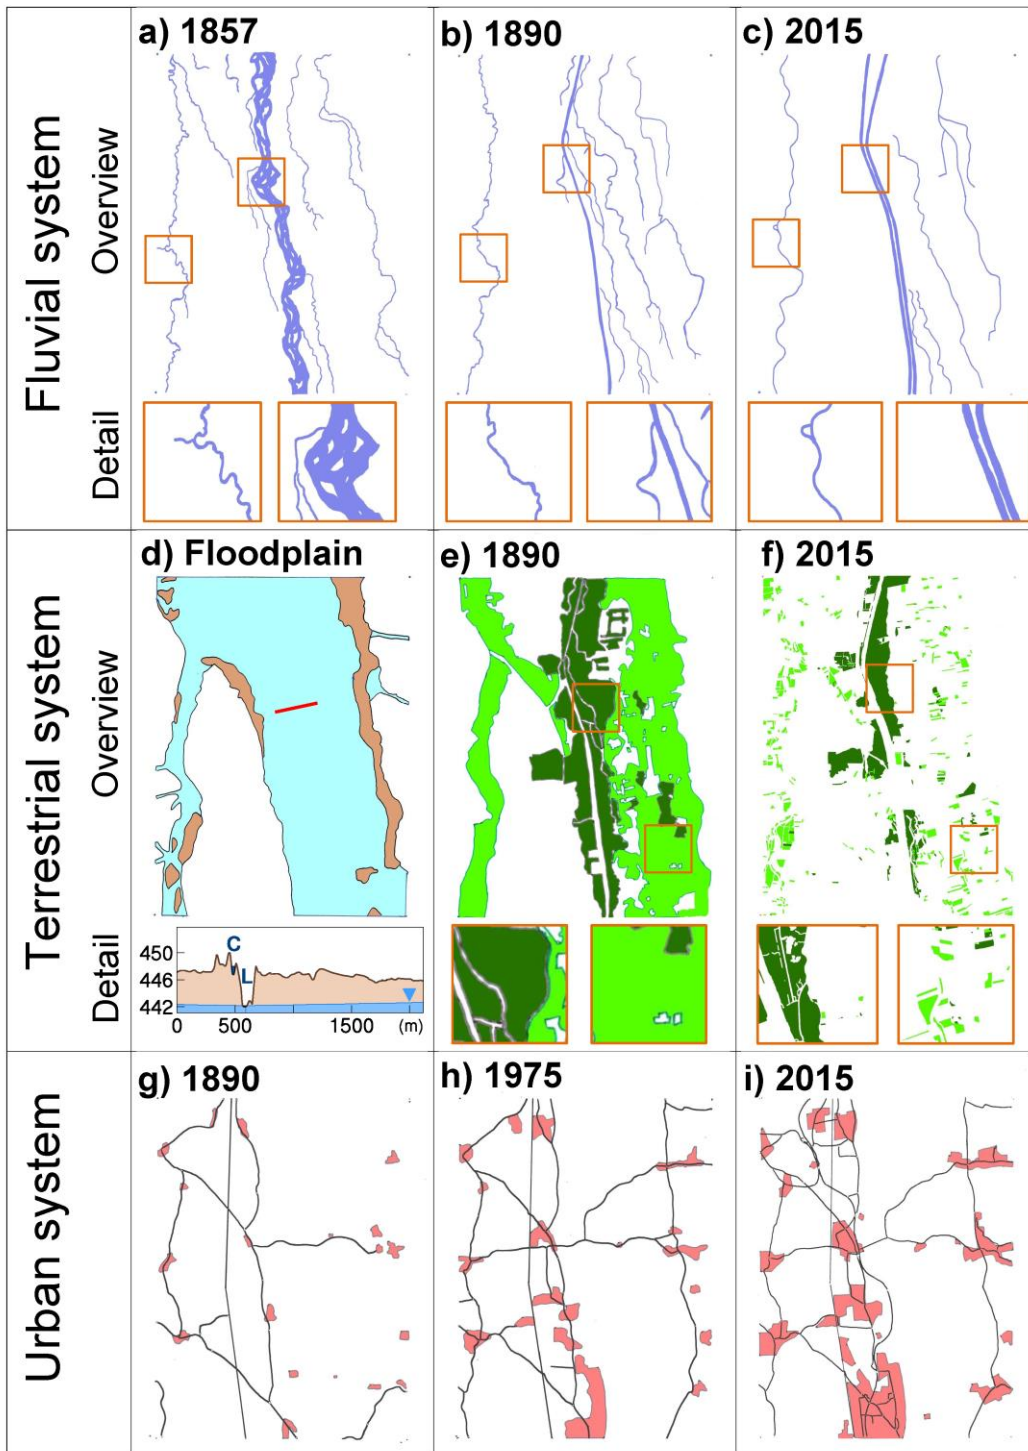 a) 1857
b) 1890
c) 2015
Fluvial system
Overview
Detail
d) Floodplain
e) 1890
f) 2015
Terrestrial system
Overview
Detail
450
446
442
C
L
0 500 1500 (m)
g) 1890
h) 1975
i) 2015
Urban system